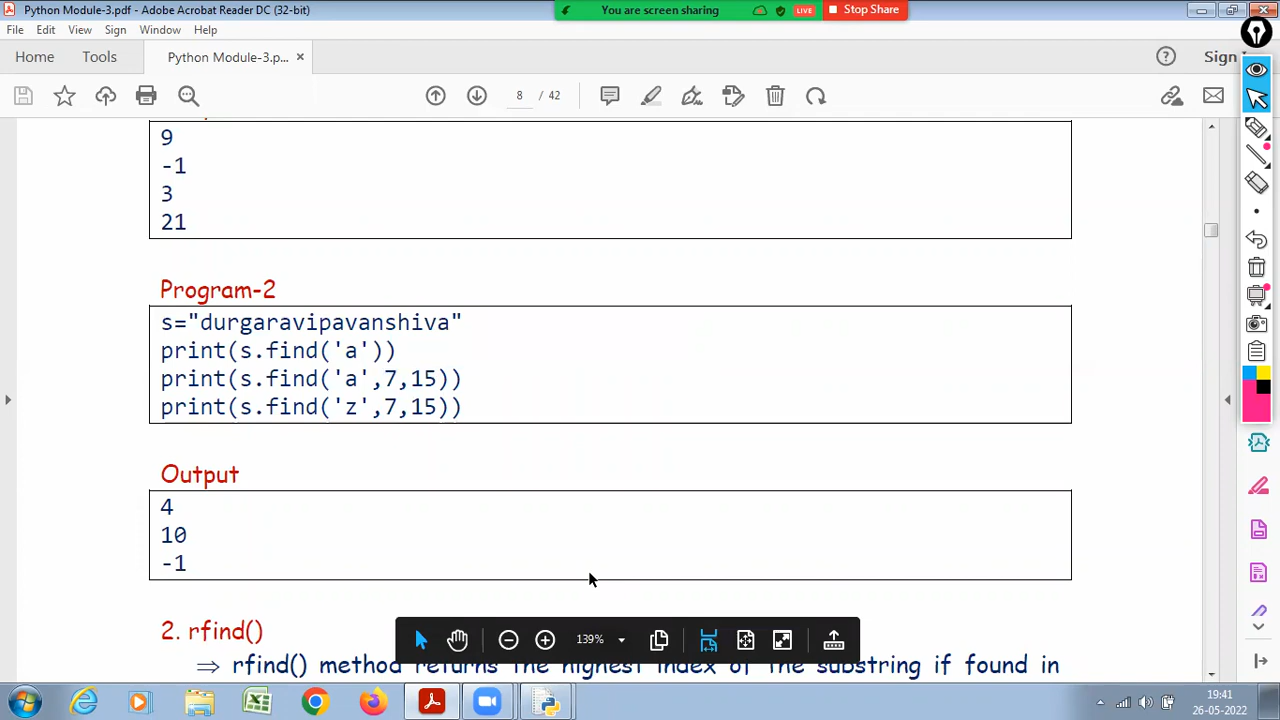 Python Module-3.pdf - Adobe Acrobat Reader DC (32-bit)
You are screen sharing
LIVE
Stop Share
File Edit View Sign Window Help
Home Tools Python Module-3.p... ×
Sign
8 / 42
9
-1
3
21
Program-2
s="durgaravipavanshiva"
print(s.find('a'))
print(s.find('a',7,15))
print(s.find('z',7,15))
Output
4
10
-1
2. rfind()
139%
⇒ rfind() method returns the highest index of the substring if found in
19:41
26-05-2022